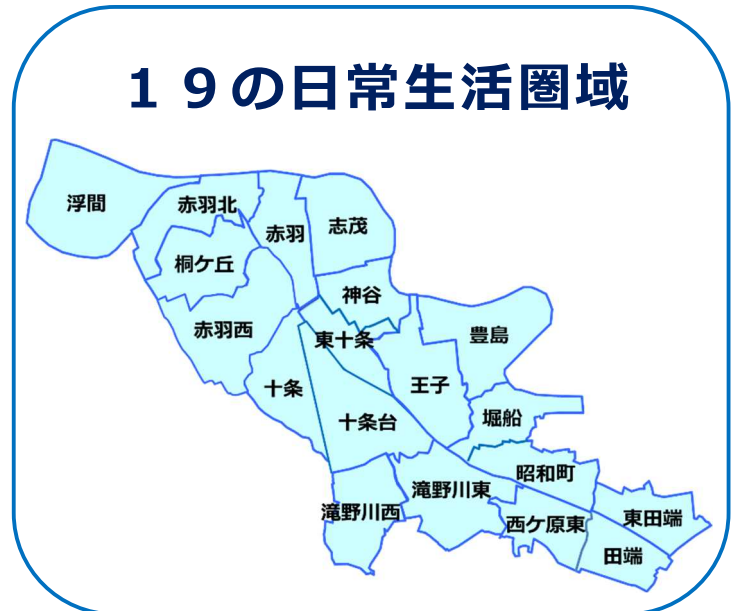 １９の日常生活圏域
浮間
赤羽北
赤羽
志茂
桐ケ丘
神谷
赤羽西
東十条
豊島
十条
王子
十条台
堀船
昭和町
滝野川東
滝野川西
西ケ原東
東田端
田端